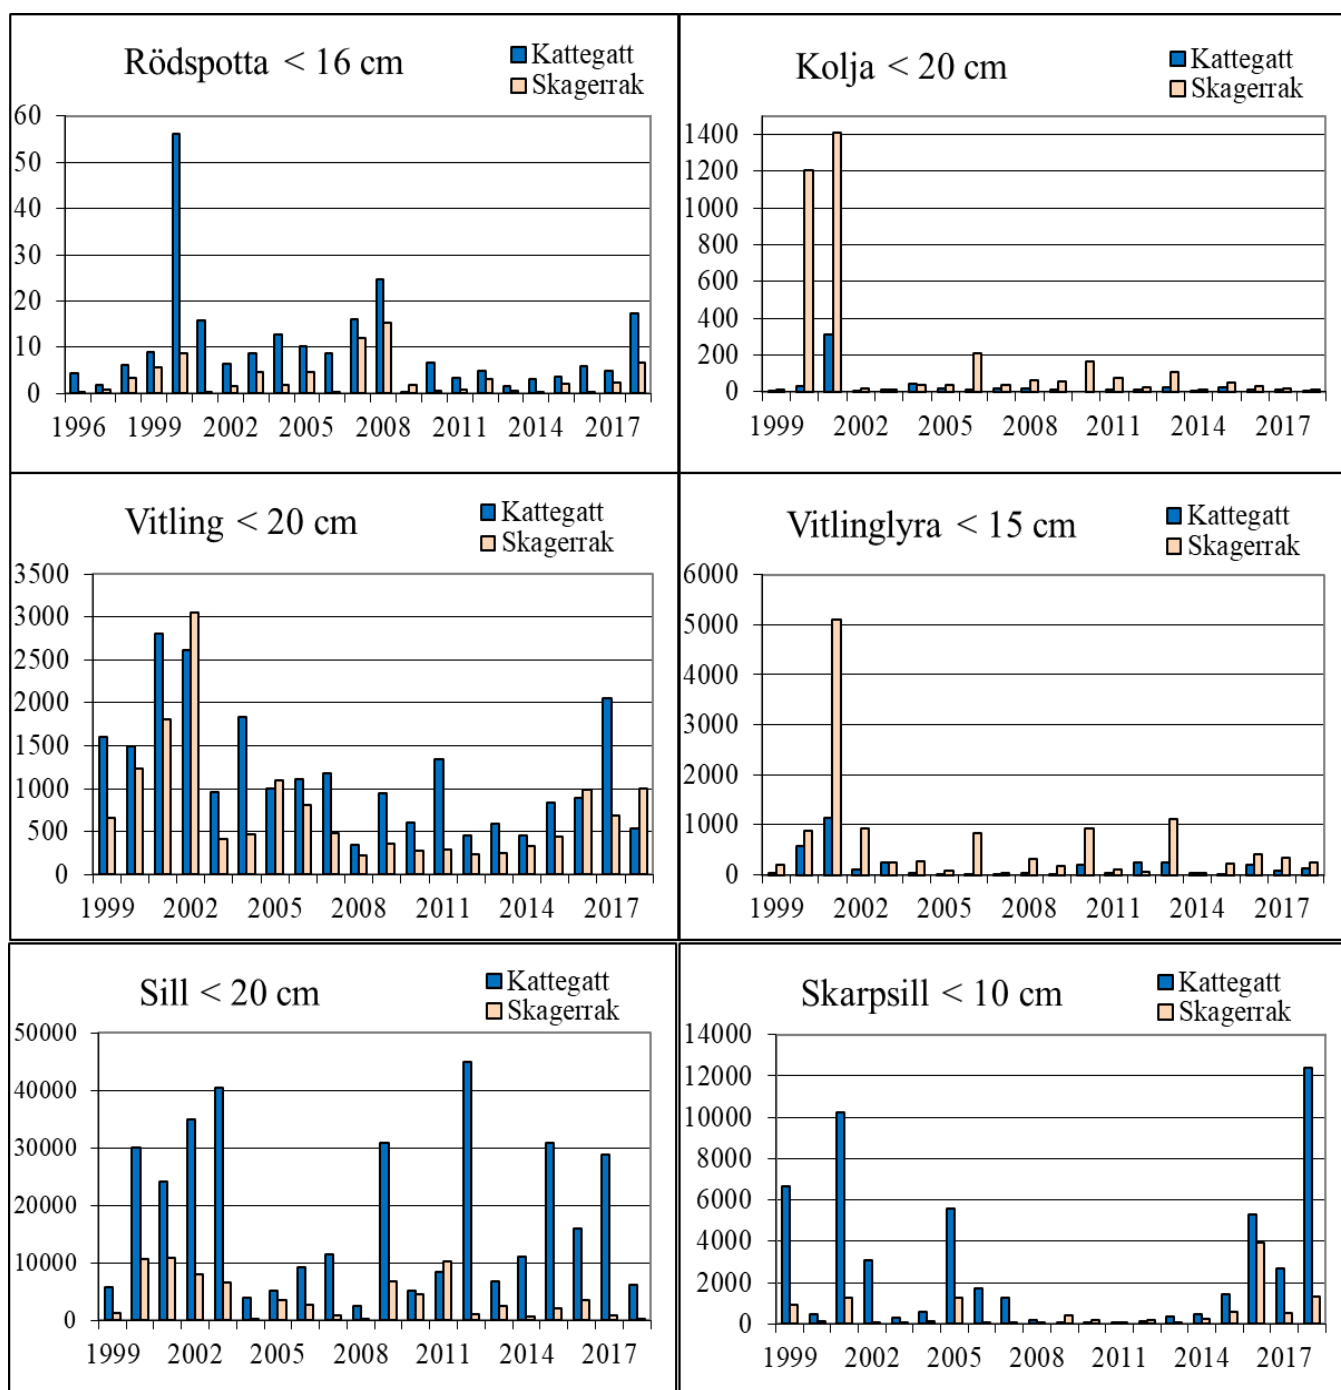 Rödspotta < 16 cm
Kattegatt
Skagerrak
60
50
40
30
20
10
0
1996 1999 2002 2005 2008 2011 2014 2017
Kolja < 20 cm
Kattegatt
Skagerrak
1400
1200
1000
800
600
400
200
0
1999 2002 2005 2008 2011 2014 2017
Vitling < 20 cm
Kattegatt
Skagerrak
3500
3000
2500
2000
1500
1000
500
0
1999 2002 2005 2008 2011 2014 2017
Vitlinglyra < 15 cm
Kattegatt
Skagerrak
6000
5000
4000
3000
2000
1000
0
1999 2002 2005 2008 2011 2014 2017
Sill < 20 cm
Kattegatt
Skagerrak
50000
40000
30000
20000
10000
0
1999 2002 2005 2008 2011 2014 2017
Skarpsill < 10 cm
Kattegatt
Skagerrak
14000
12000
10000
8000
6000
4000
2000
0
1999 2002 2005 2008 2011 2014 2017